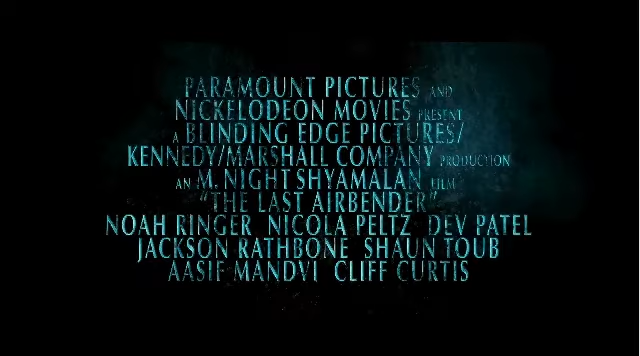 PARAMOUNT PICTURES AND
NICKELODEON MOVIES PRESENT
A BLINDING EDGE PICTURES/
KENNEDY/MARSHALL COMPANY PRODUCTION
AN M. NIGHT SHYAMALAN FILM
"THE LAST AIRBENDER"
NOAH RINGER NICOLA PELTZ DEV PATEL
JACKSON RATHBONE SHAUN TOUB
AASIF MANDVI CLIFF CURTIS